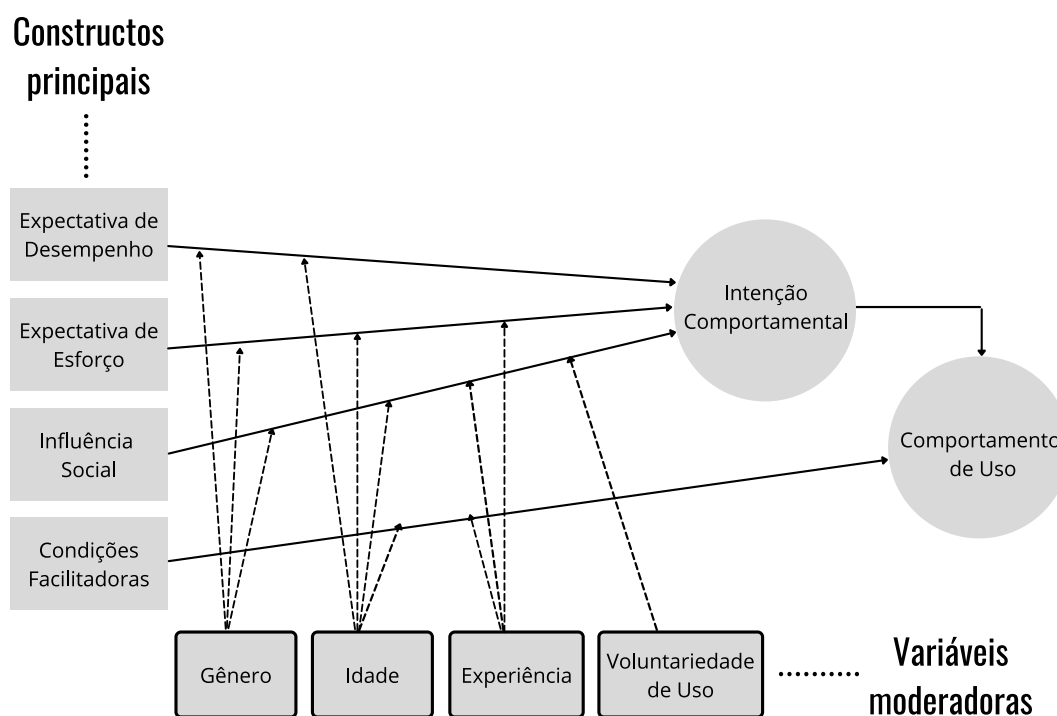 Constructos
principais
Expectativa de
Desempenho
Expectativa de
Esforço
Influência
Social
Condições
Facilitadoras
Intenção
Comportamental
Comportamento
de Uso
Gênero
Idade
Experiência
Voluntariedade
de Uso
Variáveis
moderadoras